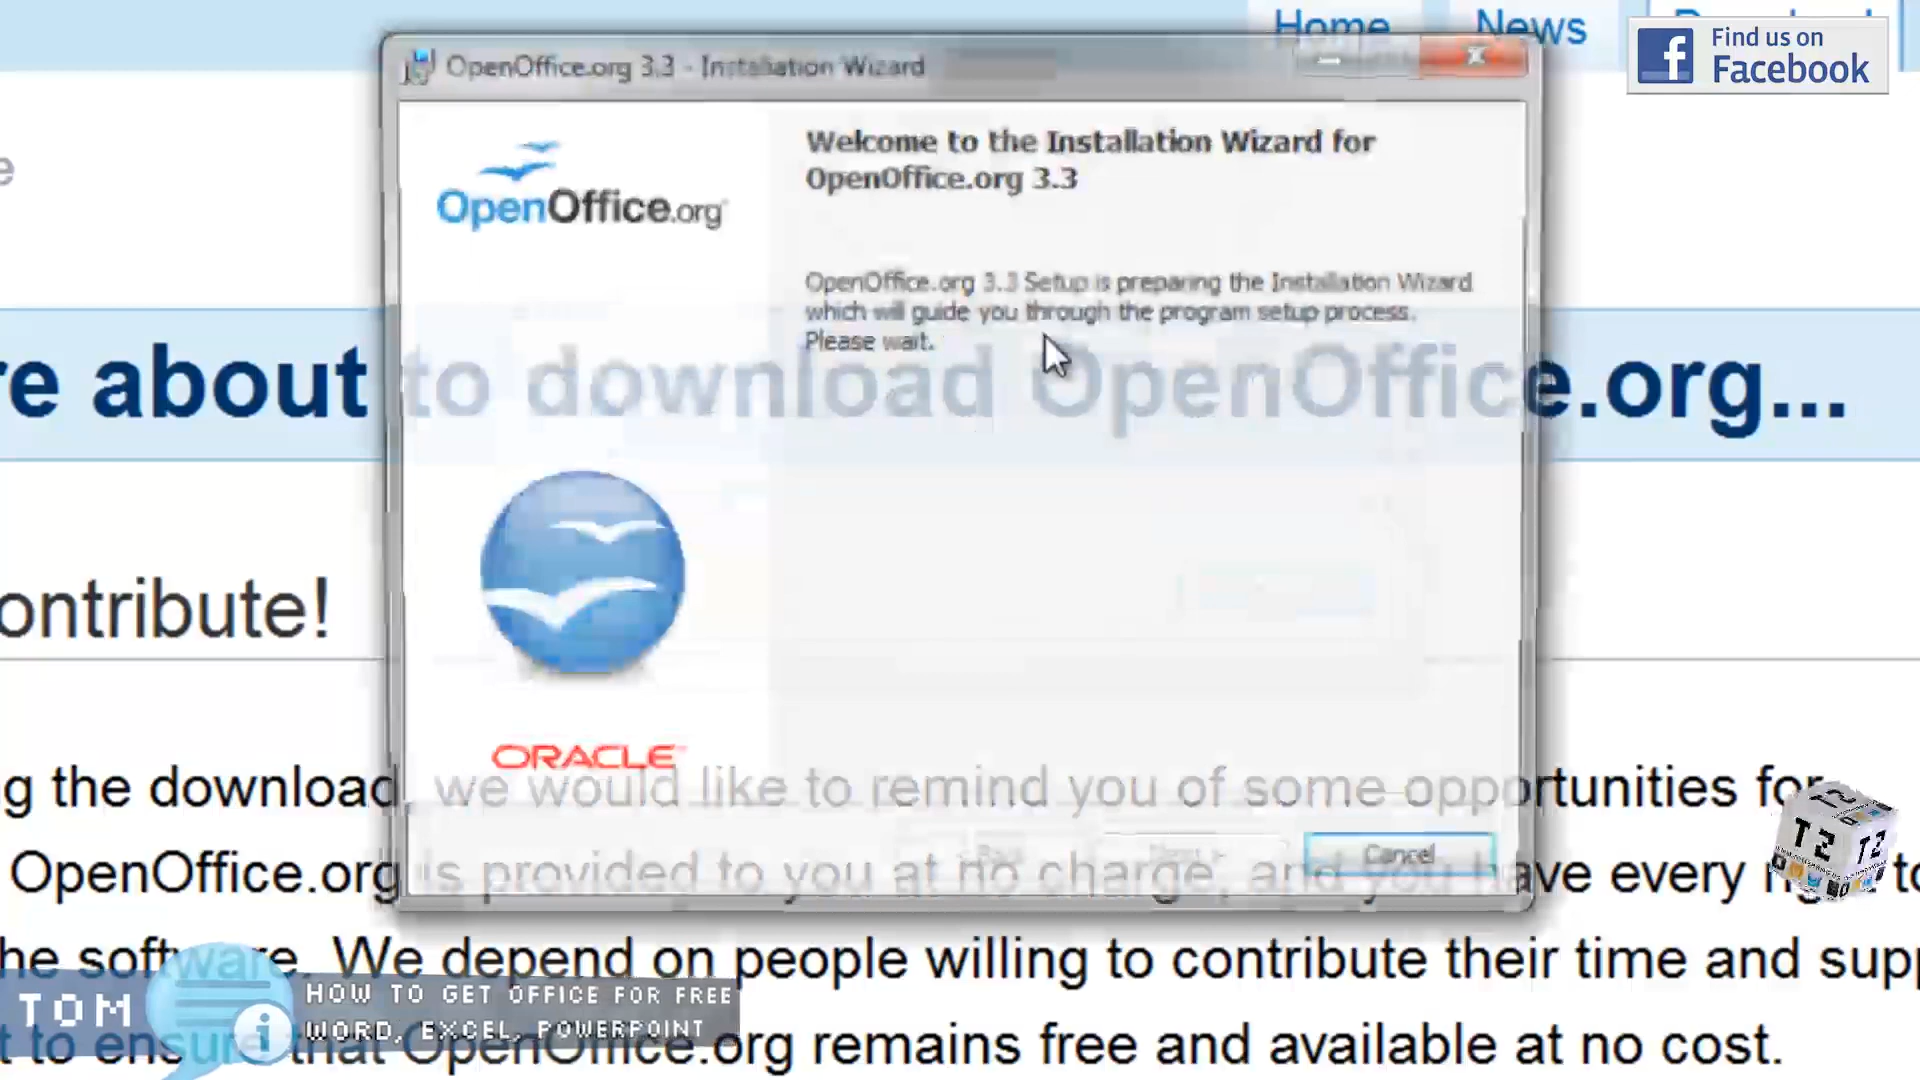 Home
News
Find us on
Facebook
OpenOffice.org 3.3 - Installation Wizard
OpenOffice.org
Welcome to the Installation Wizard for
OpenOffice.org 3.3
OpenOffice.org 3.3 Setup is preparing the Installation Wizard
which will guide you through the program setup process.
Please wait.
re about to download OpenOffice.org...
ontribute!
ORACLE
g the download, we would like to remind you of some opportunities for
OpenOffice.org is provided to you at no charge, and you have every
Cancel
TZ
TZ
he software. We depend on people willing to contribute their time and supp
t to ensure that OpenOffice.org remains free and available at no cost.
TOM
HOW TO GET OFFICE FOR FREE
WORD, EXCEL, POWERPOINT